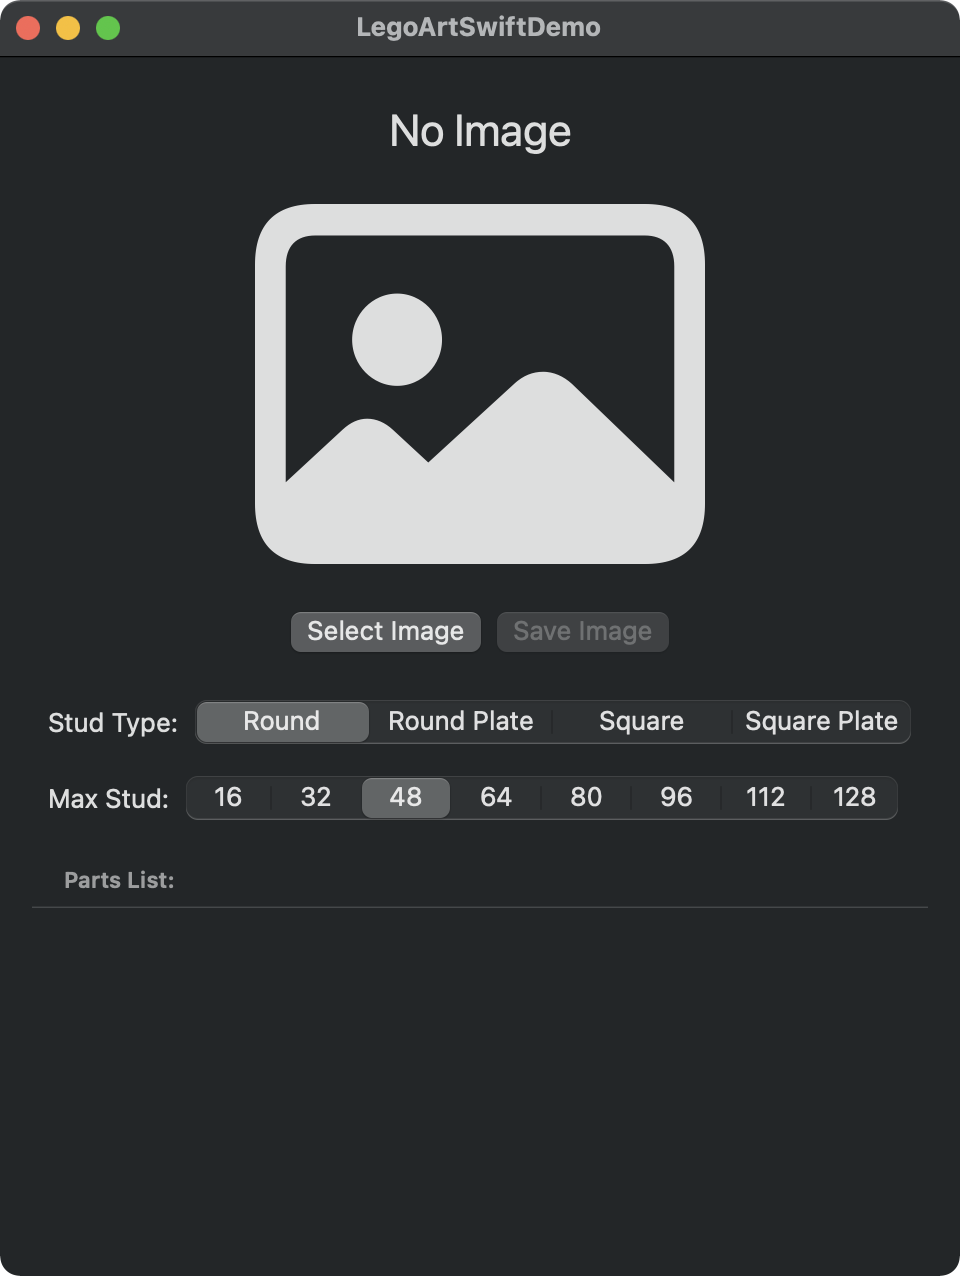 LegoArtSwiftDemo
No Image
Select Image Save Image
Stud Type: Round Round Plate Square Square Plate
Max Stud: 16 32 48 64 80 96 112 128
Parts List: